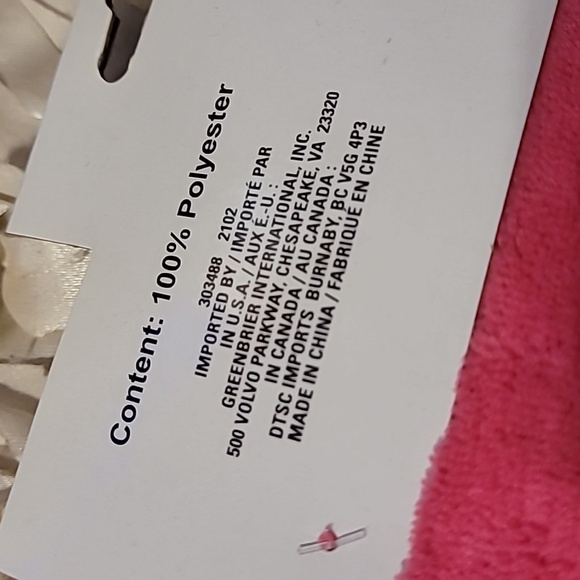 Content: 100% Polyester
303488 2102
IMPORTED BY / IMPORTÉ PAR
IN U.S.A. / AUX É.-U. :
GREENBRIER INTERNATIONAL, INC.
500 VOLVO PARKWAY, CHESAPEAKE, VA 23320
IN CANADA / AU CANADA :
DTSC IMPORTS BURNABY, BC V5G 4P3
MADE IN CHINA / FABRIQUÉ EN CHINE